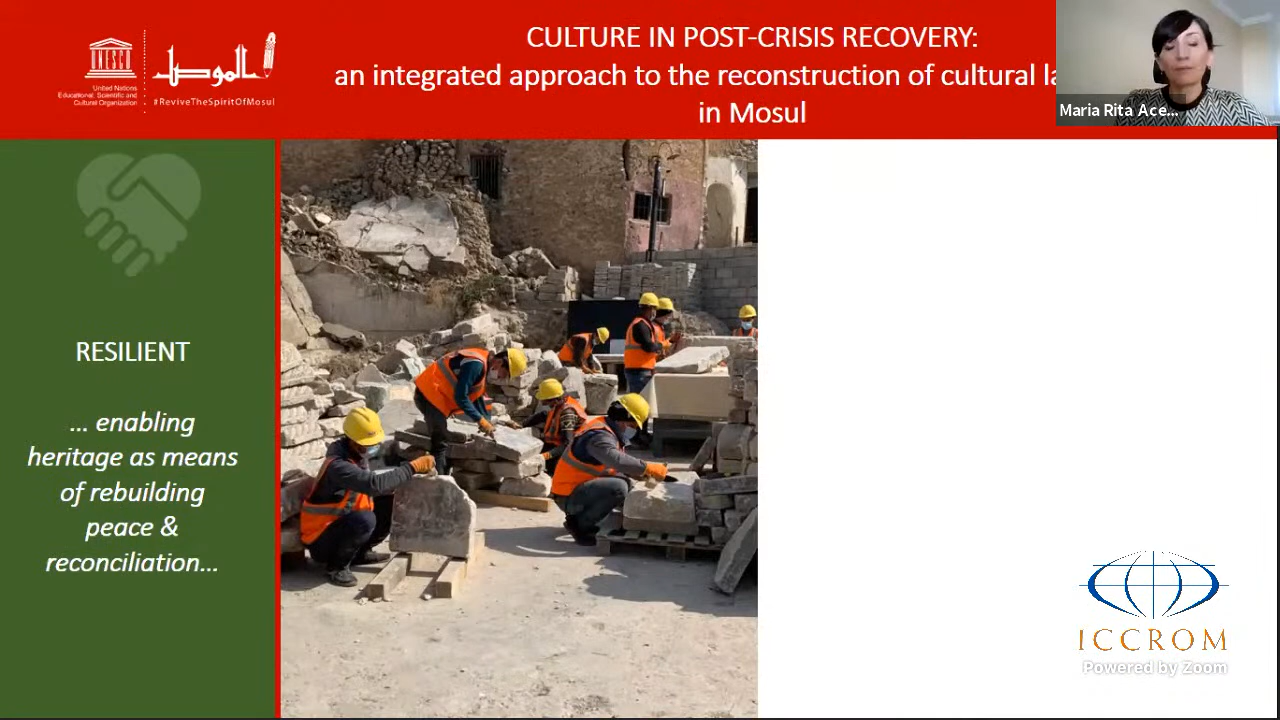 CULTURE IN POST-CRISIS RECOVERY:
an integrated approach to the reconstruction of cultural la
in Mosul
UNESCO
United Nations
Educational, Scientific and
Cultural Organization
الموصل
#ReviveTheSpiritOfMosul
Maria Rita Ace...
RESILIENT
... enabling
heritage as means
of rebuilding
peace &
reconciliation...
ICCROM
Powered by Zoom